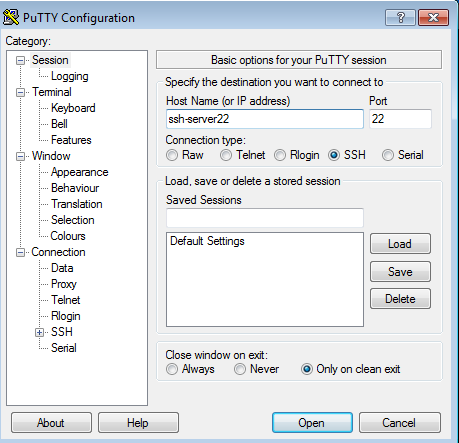 PuTTY Configuration
Category:
Session
Logging
Terminal
Keyboard
Bell
Features
Window
Appearance
Behaviour
Translation
Selection
Colours
Connection
Data
Proxy
Telnet
Rlogin
SSH
Serial
Basic options for your PuTTY session
Specify the destination you want to connect to
Host Name (or IP address) Port
ssh-server22 22
Connection type:
Raw Telnet Rlogin SSH Serial
Load, save or delete a stored session
Saved Sessions
Default Settings
Load
Save
Delete
Close window on exit:
Always Never Only on clean exit
About Help Open Cancel